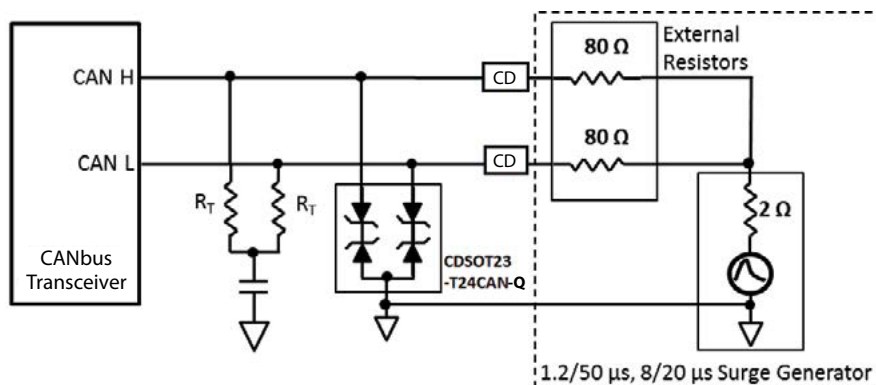 80 Ω
External
Resistors
CAN H
CD
80 Ω
CAN L
CD
R_T
R_T
2 Ω
CANbus
Transceiver
CDSOT23
-T24CAN-Q
1.2/50 µs, 8/20 µs Surge Generator